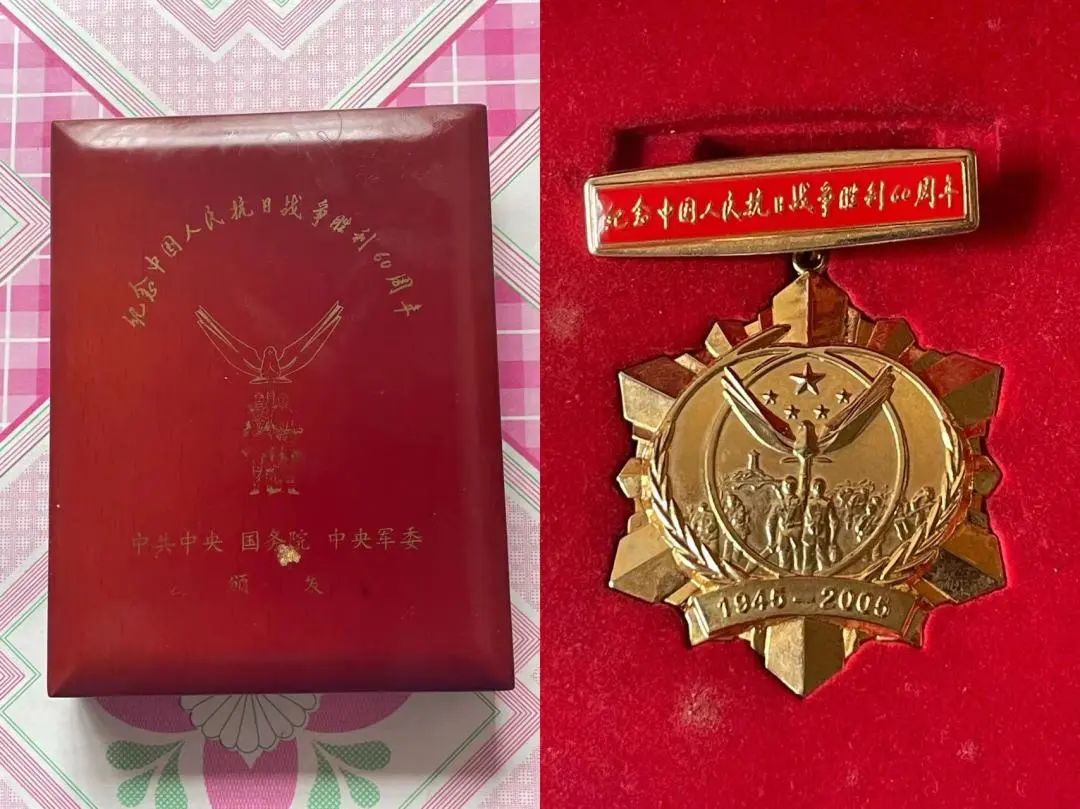 纪念中国人民抗日战争胜利60周年
中共中央 国务院 中央军委
颁 发
纪念中国人民抗日战争胜利60周年
1945-2005